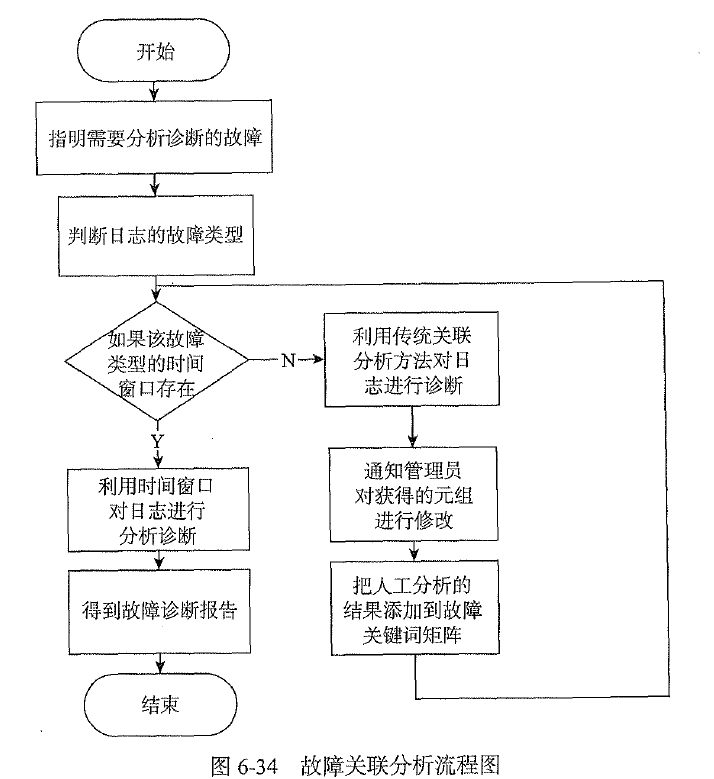 开始
指明需要分析诊断的故障
判断日志的故障类型
如果该故障
类型的时间
窗口存在
N
利用传统关联
分析方法对日
志进行诊断
Y
通知管理员
对获得的元组
进行修改
利用时间窗口
对日志进行
分析诊断
把人工分析的
结果添加到故障
关键词矩阵
得到故障诊断报告
结束
图 6-34 故障关联分析流程图